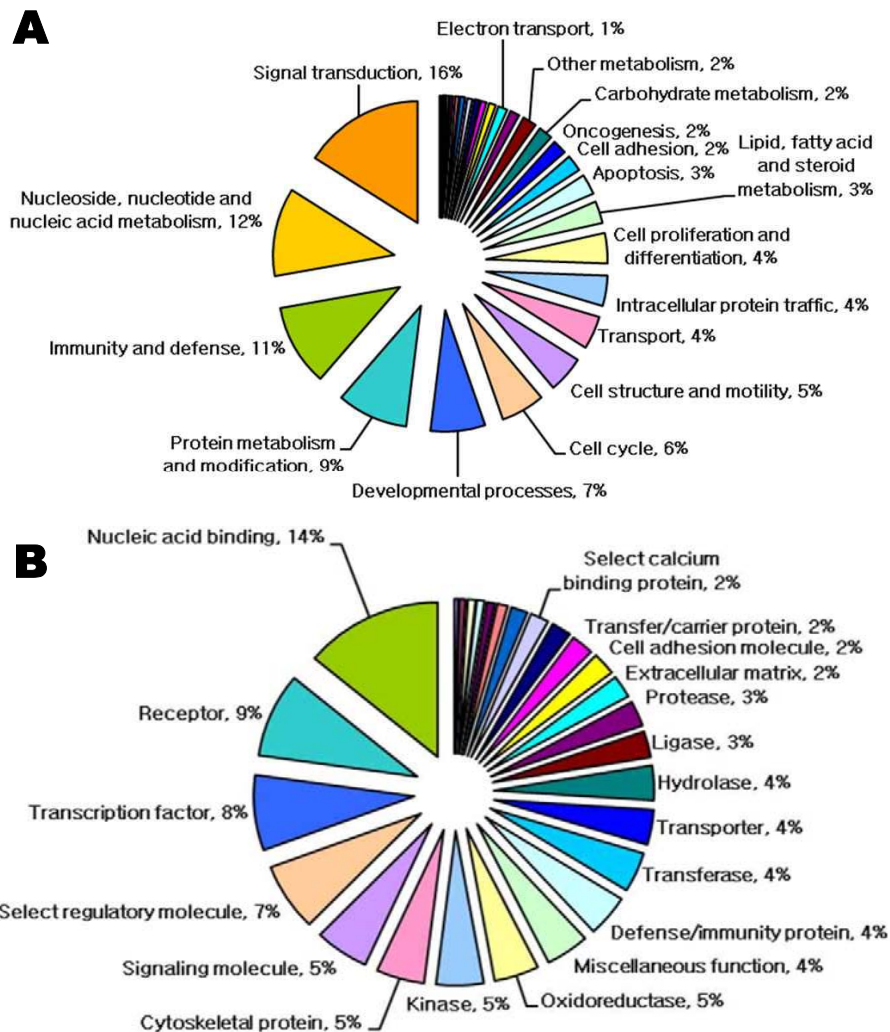 A
Electron transport, 1%
Signal transduction, 16%
Other metabolism, 2%
Carbohydrate metabolism, 2%
Oncogenesis, 2%
Cell adhesion, 2%
Apoptosis, 3%
Lipid, fatty acid
and steroid
metabolism, 3%
Nucleoside, nucleotide and
nucleic acid metabolism, 12%
Cell proliferation and
differentiation, 4%
Intracellular protein traffic, 4%
Transport, 4%
Immunity and defense, 11%
Cell structure and motility, 5%
Protein metabolism
and modification, 9%
Cell cycle, 6%
Developmental processes, 7%
B
Nucleic acid binding, 14%
Select calcium
binding protein, 2%
Transfer/carrier protein, 2%
Cell adhesion molecule, 2%
Extracellular matrix, 2%
Protease, 3%
Receptor, 9%
Ligase, 3%
Hydrolase, 4%
Transcription factor, 8%
Transporter, 4%
Transferase, 4%
Select regulatory molecule, 7%
Defense/immunity protein, 4%
Signaling molecule, 5%
Miscellaneous function, 4%
Kinase, 5%
Oxidoreductase, 5%
Cytoskeletal protein, 5%